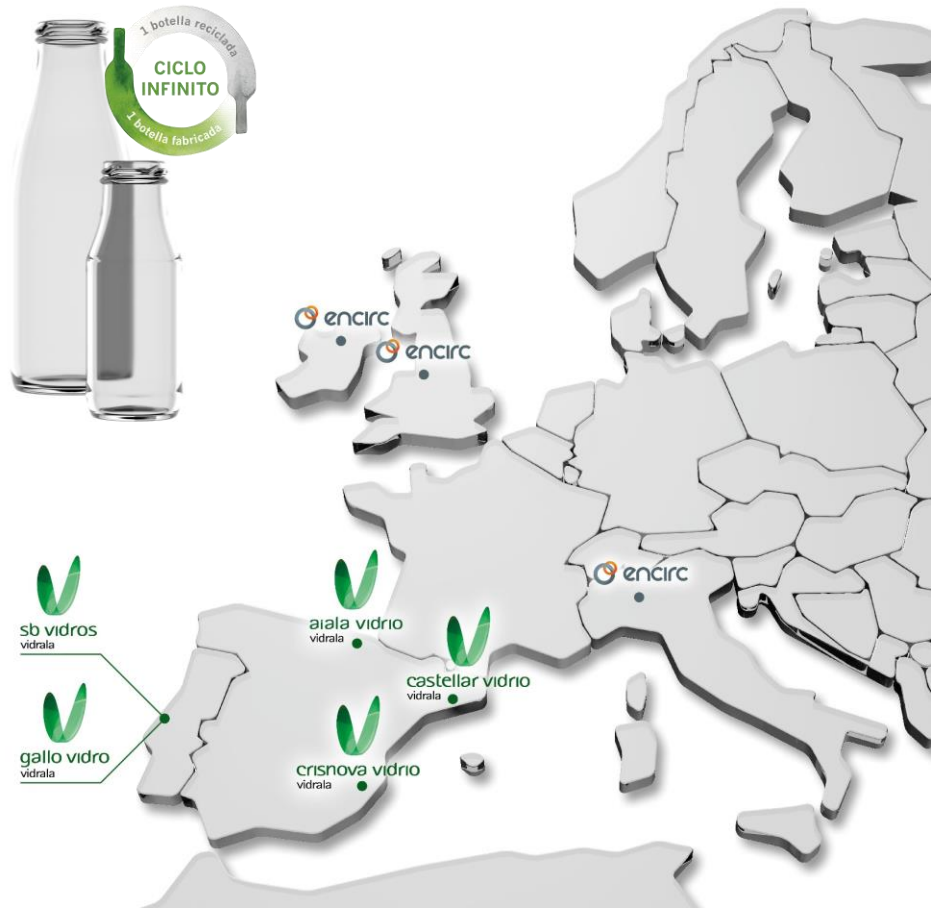 1 botella reciclada
CICLO
INFINITO
1 botella fabricada
encirc
encirc
encirc
sb vidros
vidrala
aiala vidrio
vidrala
castellar vidrio
vidrala
gallo vidro
vidrala
crisnova vidrio
vidrala